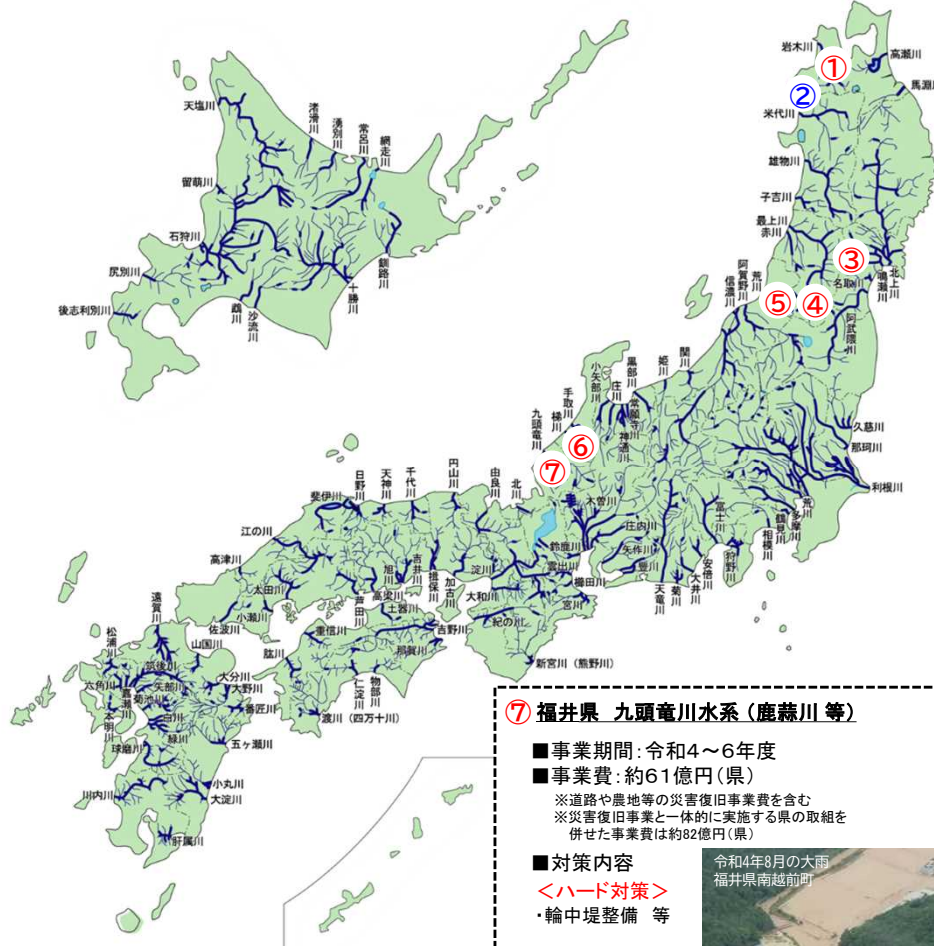 岩木川
高瀬川
①
馬淵川
②
米代川
天塩川
渚滑川
湧別川
常呂川
網走川
雄物川
留萌川
子吉川
石狩川
最上川
赤川
尻別川
釧路川
③
後志利別川
鵡川
沙流川
十勝川
信濃川
阿賀野川
荒川
名取川
鳴瀬川
北上川
⑤
④
阿武隈川
小矢部川
庄川
黒部川
常願寺川
神通川
姫川
関川
九頭竜川
梯川
手取川
⑥
⑦
久慈川
那珂川
利根川
斐伊川
日野川
天神川
千代川
円山川
由良川
北川
木曽川
庄内川
富士川
荒川
多摩川
鶴見川
相模川
江の川
鈴鹿川
矢作川
狩野川
高津川
旭川
吉井川
揖保川
加古川
淀川
雲出川
豊川
安倍川
太田川
芦田川
高梁川
大和川
櫛田川
天竜川
菊川
大井川
遠賀川
小瀬川
土器川
紀の川
宮川
松浦川
佐波川
重信川
吉野川
山国川
肱川
那賀川
筑後川
大分川
新宮川(熊野川)
六角川
嘉瀬川
矢部川
大野川
仁淀川
物部川
菊池川
番匠川
本明川
白川
渡川(四万十川)
緑川
五ヶ瀬川
球磨川
小丸川
川内川
大淀川
肝属川
⑦ 福井県 九頭竜川水系(鹿蒜川 等)
■事業期間:令和4~6年度
■事業費:約61億円(県)
※道路や農地等の災害復旧事業費を含む
※災害復旧事業と一体的に実施する県の取組を
併せた事業費は約82億円(県)
■対策内容
<ハード対策>
・輪中堤整備 等
令和4年8月の大雨
福井県南越前町